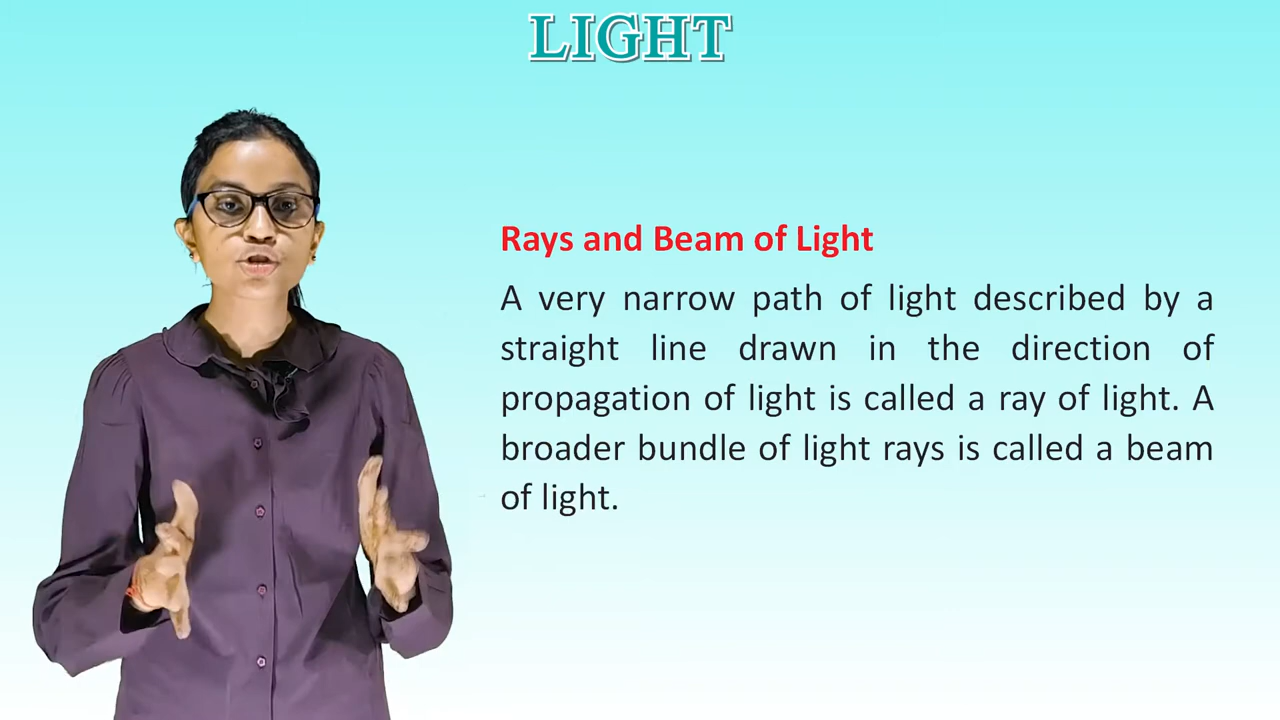 LIGHT
Rays and Beam of Light
A very narrow path of light described by a
straight line drawn in the direction of
propagation of light is called a ray of light. A
broader bundle of light rays is called a beam
of light.